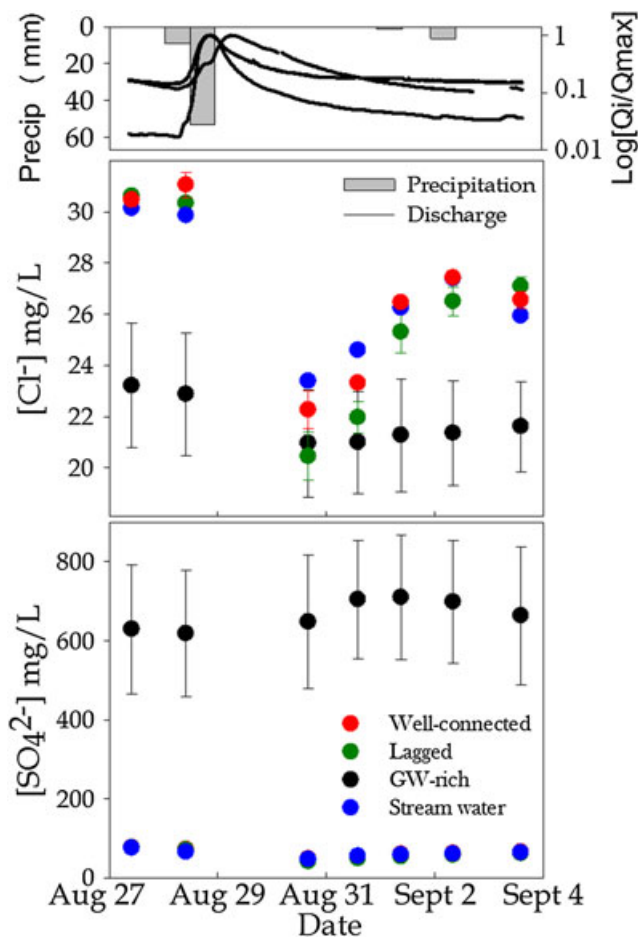 Precip (mm)
0
20
40
60
1
0.1
0.01
Log[Qi/Qmax]
Precipitation
Discharge
[Cl-] mg/L
30
28
26
24
22
20
[SO42-] mg/L
800
600
400
200
0
Well-connected
Lagged
GW-rich
Stream water
Aug 27 Aug 29 Aug 31 Sept 2 Sept 4
Date